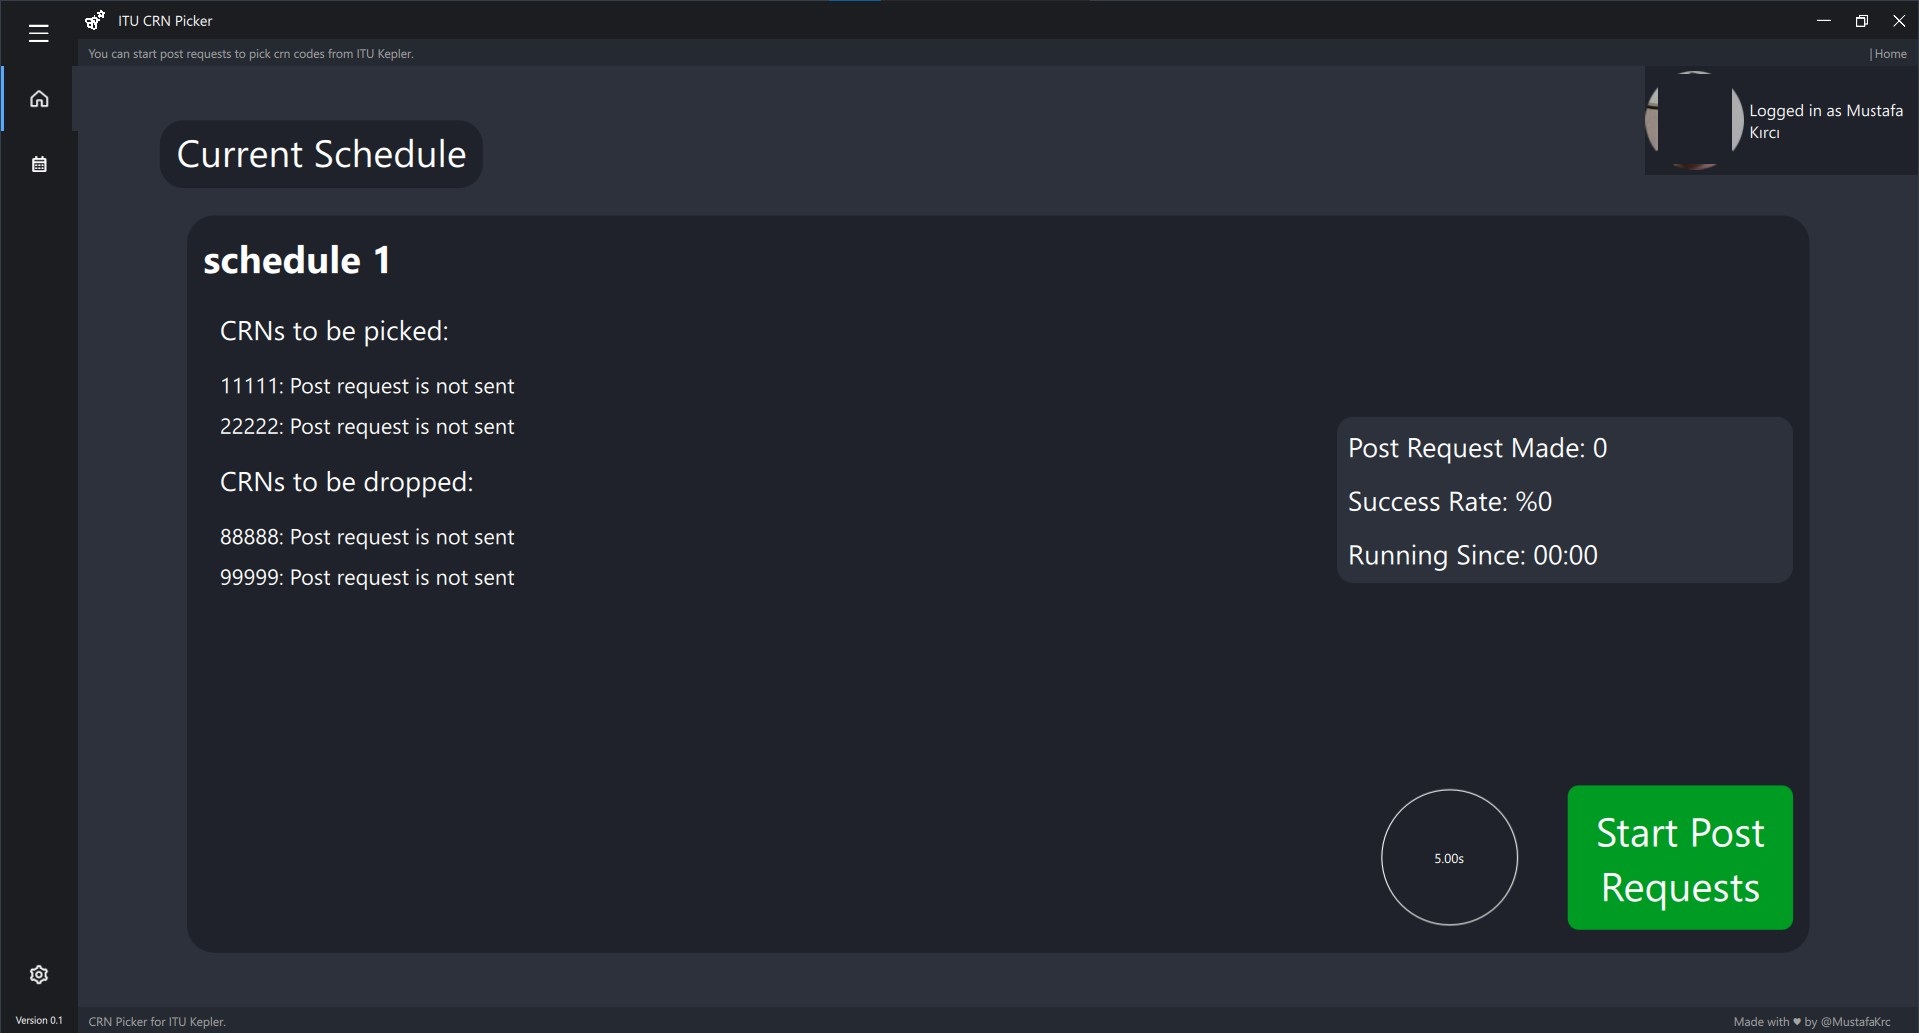 ITU CRN Picker
You can start post requests to pick crn codes from ITU Kepler.
| Home
Logged in as Mustafa
Kırcı
Current Schedule
schedule 1
CRNs to be picked:
11111: Post request is not sent
22222: Post request is not sent
CRNs to be dropped:
88888: Post request is not sent
99999: Post request is not sent
Post Request Made: 0
Success Rate: %0
Running Since: 00:00
5.00s
Start Post
Requests
Version 0.1
CRN Picker for ITU Kepler.
Made with ♥ by @MustafaKrc